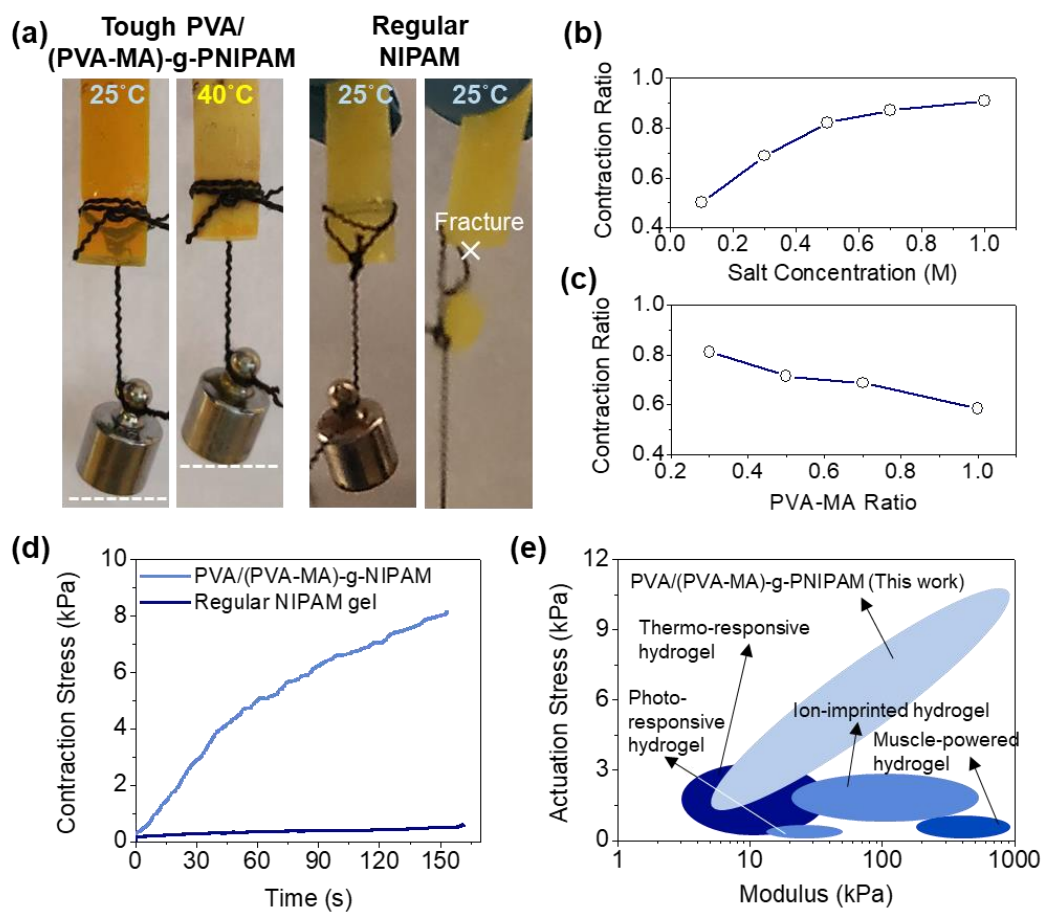 (a)
Tough PVA/
(PVA-MA)-g-PNIPAM
Regular
NIPAM
25°C
40°C
25°C
25°C
Fracture
(b)
Contraction Ratio
1.0
0.8
0.6
0.4
0.0 0.2 0.4 0.6 0.8 1.0
Salt Concentration (M)
(c)
Contraction Ratio
1.0
0.8
0.6
0.4
0.2 0.4 0.6 0.8 1.0
PVA-MA Ratio
(d)
Contraction Stress (kPa)
10
8
6
4
2
0
PVA/(PVA-MA)-g-NIPAM
Regular NIPAM gel
0 30 60 90 120 150
Time (s)
(e)
Actuation Stress (kPa)
12
9
6
3
0
PVA/(PVA-MA)-g-PNIPAM (This work)
Thermo-responsive
hydrogel
Photo-
responsive
hydrogel
Ion-imprinted hydrogel
Muscle-powered
hydrogel
1 10 100 1000
Modulus (kPa)